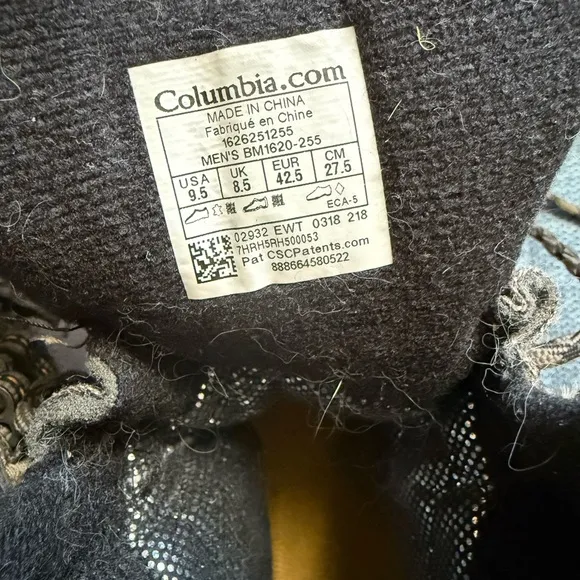 Columbia.com
MADE IN CHINA
Fabriqué en Chine
1626251255
MEN'S BM1620-255
USA UK EUR CM
9.5 8.5 42.5 27.5
ECA-5
02932 EWT 0318 218
7HRH5RH500053
Pat CSCPatents.com
888664580522